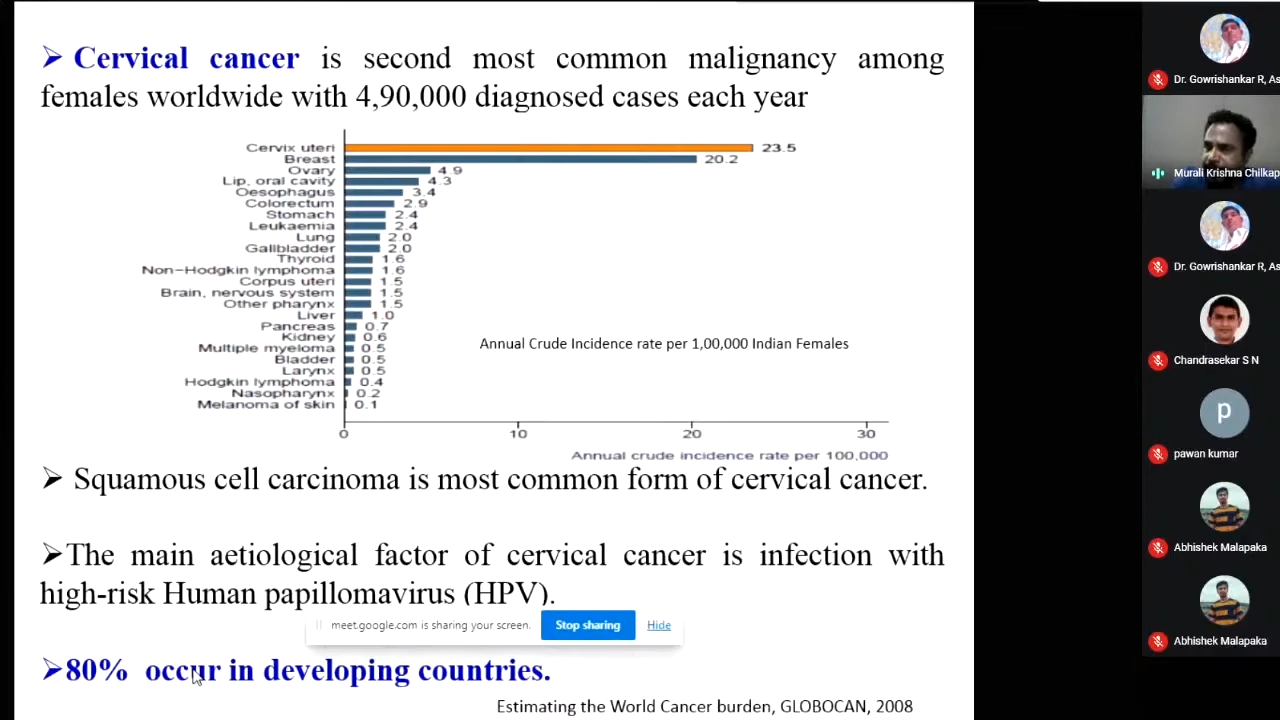 ➢ Cervical cancer is second most common malignancy among
females worldwide with 4,90,000 diagnosed cases each year
Cervix uteri 23.5
Breast 20.2
Ovary 4.9
Lip, oral cavity 4.3
Oesophagus 3.4
Colorectum 2.9
Stomach 2.4
Leukaemia 2.4
Lung 2.0
Gallbladder 2.0
Thyroid 1.6
Non-Hodgkin lymphoma 1.6
Corpus uteri 1.5
Brain, nervous system 1.5
Other pharynx 1.5
Liver 1.0
Pancreas 0.7
Kidney 0.6
Multiple myeloma 0.5
Bladder 0.5
Larynx 0.5
Hodgkin lymphoma 0.4
Nasopharynx 0.2
Melanoma of skin 0.1
Annual Crude Incidence rate per 1,00,000 Indian Females
0 10 20 30
Annual crude incidence rate per 100,000
➢ Squamous cell carcinoma is most common form of cervical cancer.
➢The main aetiological factor of cervical cancer is infection with
high-risk Human papillomavirus (HPV).
meet.google.com is sharing your screen. Stop sharing Hide
➢80% occur in developing countries.
Estimating the World Cancer burden, GLOBOCAN, 2008
Dr. Gowrishankar R, As
Murali Krishna Chilkap
Dr. Gowrishankar R, As
Chandrasekar S N
p
pawan kumar
Abhishek Malapaka
Abhishek Malapaka